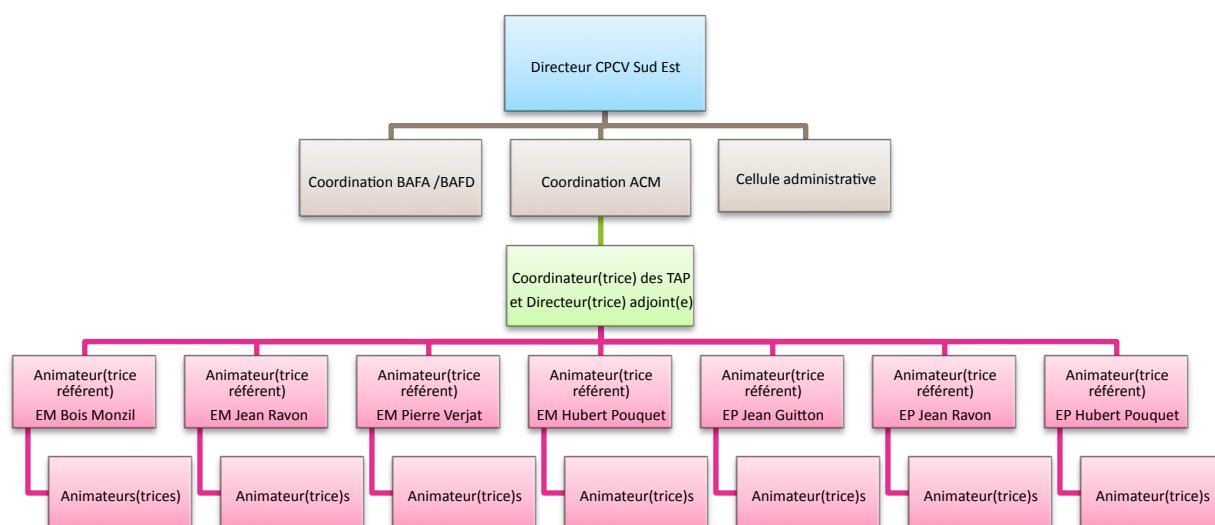 Directeur CPCV Sud Est
Coordination BAFA /BAFD
Coordination ACM
Cellule administrative
Coordinateur(trice) des TAP
et Directeur(trice) adjoint(e)
Animateur(trice
référent)
EM Bois Monzil
Animateur(trice
référent)
EM Jean Ravon
Animateur(trice
référent)
EM Pierre Verjat
Animateur(trice
référent)
EM Hubert Pouquet
Animateur(trice
référent)
EP Jean Guitton
Animateur(trice
référent)
EP Jean Ravon
Animateur(trice
référent)
EP Hubert Pouquet
Animateurs(trices)
Animateur(trice)s
Animateur(trice)s
Animateur(trice)s
Animateur(trice)s
Animateur(trice)s
Animateur(trice)s